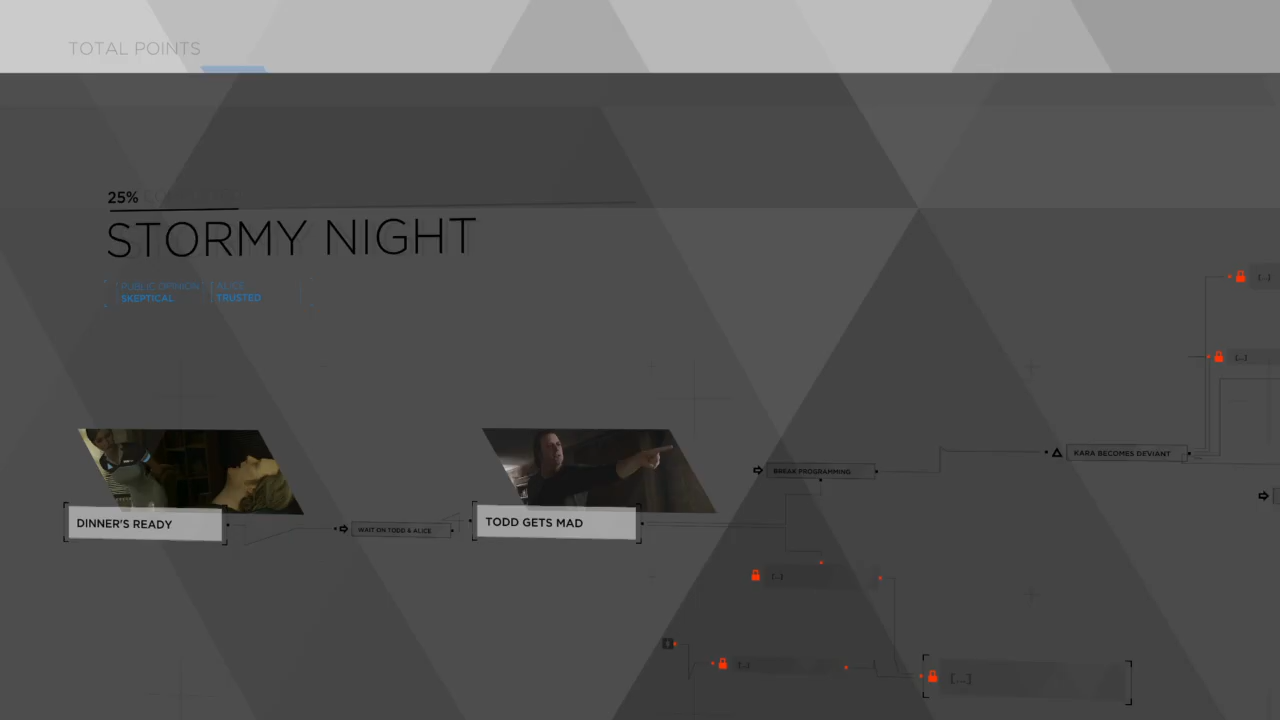 TOTAL POINTS
25%
STORMY NIGHT
PUBLIC OPINION ALICE
SKEPTICAL TRUSTED
[...]
[...]
KARA BECOMES DEVIANT
BREAK PROGRAMMING
DINNER'S READY
WAIT ON TODD & ALICE
TODD GETS MAD
[...]
[...]
[...]